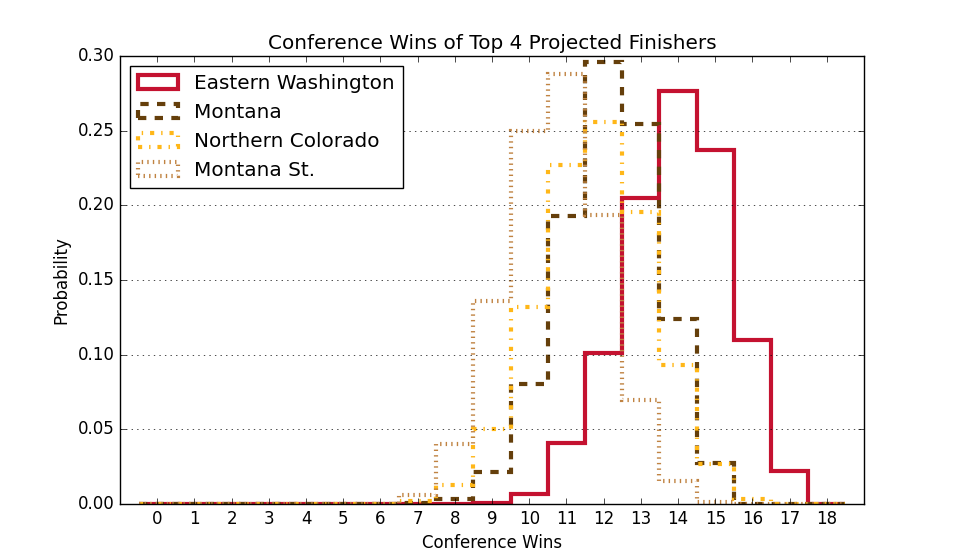 Conference Wins of Top 4 Projected Finishers
0.30
0.25
0.20
0.15
0.10
0.05
0.00
Probability
Eastern Washington
Montana
Northern Colorado
Montana St.
0 1 2 3 4 5 6 7 8 9 10 11 12 13 14 15 16 17 18
Conference Wins